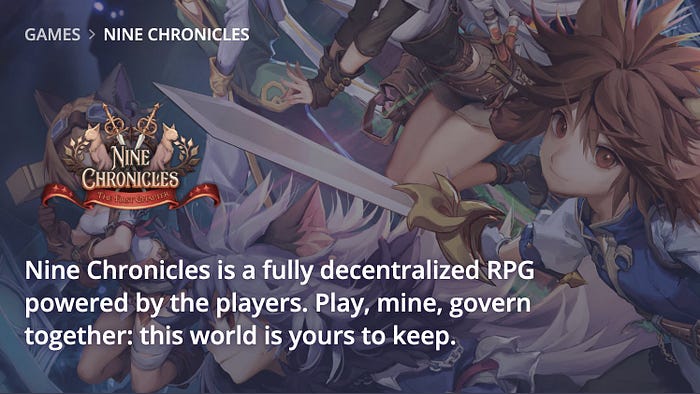 GAMES > NINE CHRONICLES
NINE
CHRONICLES
THE FIRST CHAPTER
Nine Chronicles is a fully decentralized RPG
powered by the players. Play, mine, govern
together: this world is yours to keep.